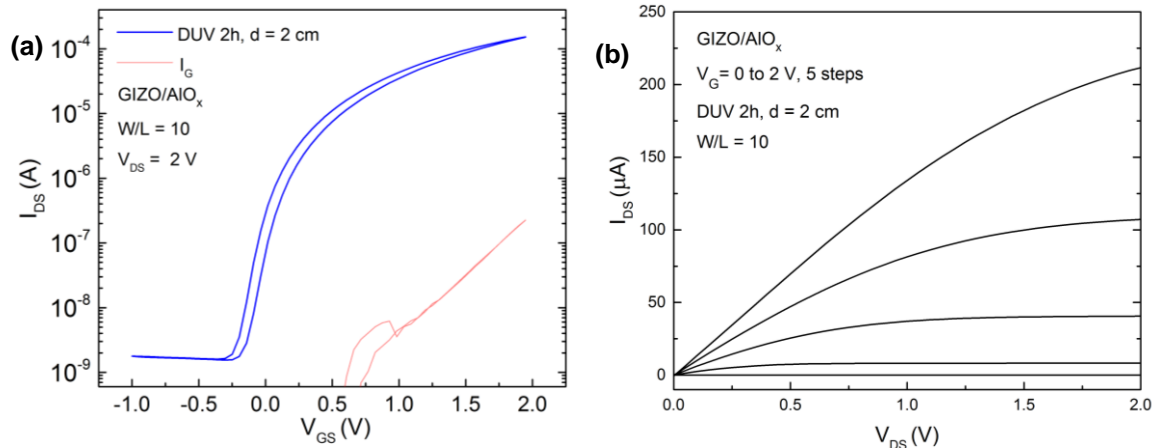 (a)
DUV 2h, d = 2 cm
I_G
GIZO/AlOₓ
W/L = 10
V_DS = 2 V
I_DS (A)
10⁻⁴
10⁻⁵
10⁻⁶
10⁻⁷
10⁻⁸
10⁻⁹
-1.0 -0.5 0.0 0.5 1.0 1.5 2.0
V_GS (V)
(b)
GIZO/AlOₓ
V_G= 0 to 2 V, 5 steps
DUV 2h, d = 2 cm
W/L = 10
I_DS (μA)
250
200
150
100
50
0
0.0 0.5 1.0 1.5 2.0
V_DS (V)